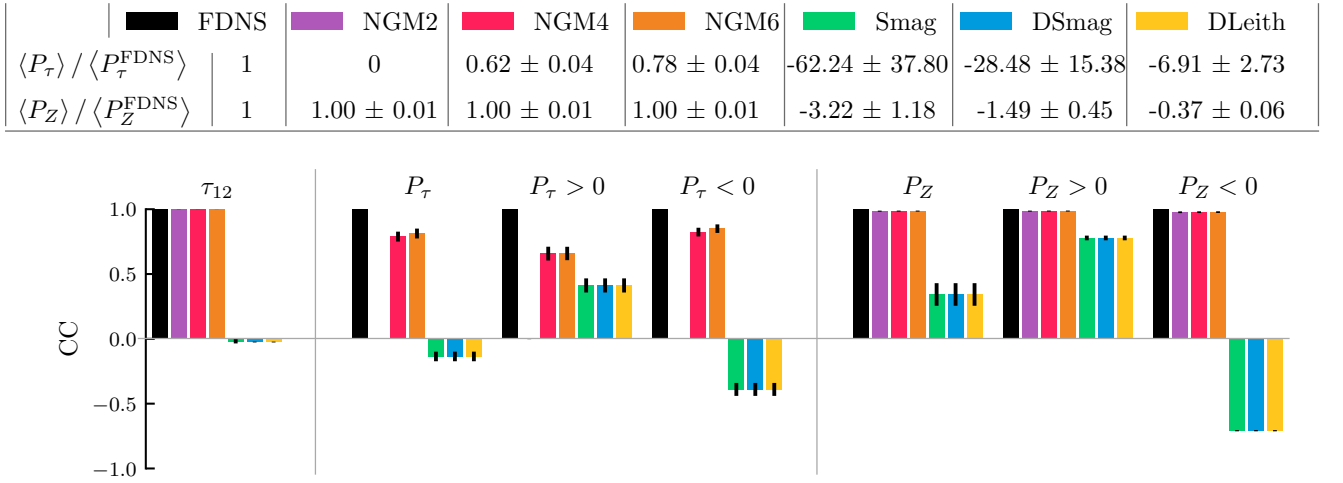 FDNS NGM2 NGM4 NGM6 Smag DSmag DLeith
⟨P_τ⟩ / ⟨P_τ^FDNS⟩ 1 0 0.62 ± 0.04 0.78 ± 0.04 -62.24 ± 37.80 -28.48 ± 15.38 -6.91 ± 2.73
⟨P_Z⟩ / ⟨P_Z^FDNS⟩ 1 1.00 ± 0.01 1.00 ± 0.01 1.00 ± 0.01 -3.22 ± 1.18 -1.49 ± 0.45 -0.37 ± 0.06
τ₁₂ P_τ P_τ > 0 P_τ < 0 P_Z P_Z > 0 P_Z < 0
1.0
0.5
0.0
−0.5
−1.0
CC